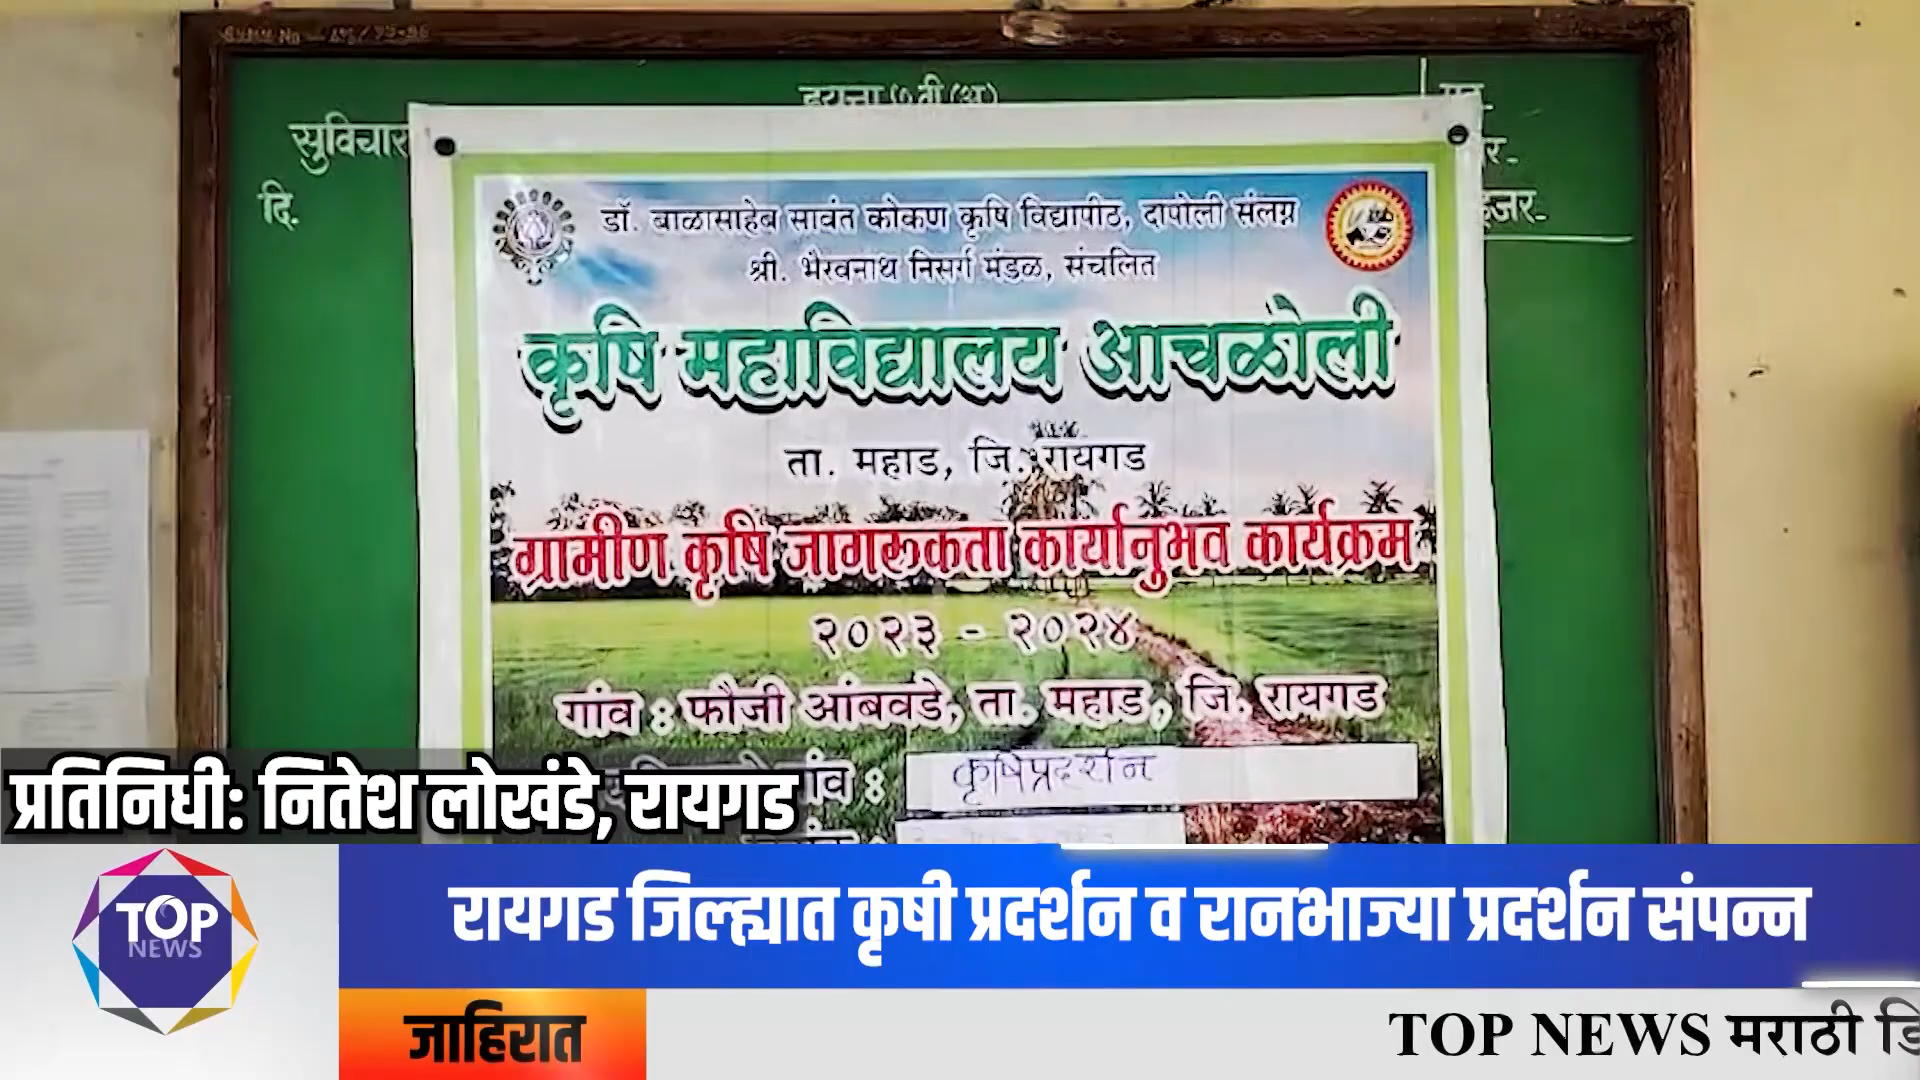 सुविचार
दि.
डॉ. बाळासाहेब सावंत कोकण कृषि विद्यापीठ, दापोली संलग्न
श्री. भैरवनाथ निसर्ग मंडळ, संचलित
कृषि महाविद्यालय आचळोली
ता. महाड, जि. रायगड
ग्रामीण कृषि जागरूकता कार्यानुभव कार्यक्रम
२०२३ - २०२४
गांव : फौजी आंबवडे, ता. महाड, जि. रायगड
कृषिप्रदर्शन
प्रतिनिधी: नितेश लोखंडे, रायगड
TOP NEWS
रायगड जिल्ह्यात कृषी प्रदर्शन व रानभाज्या प्रदर्शन संपन्न
जाहिरात
TOP NEWS मराठी डि